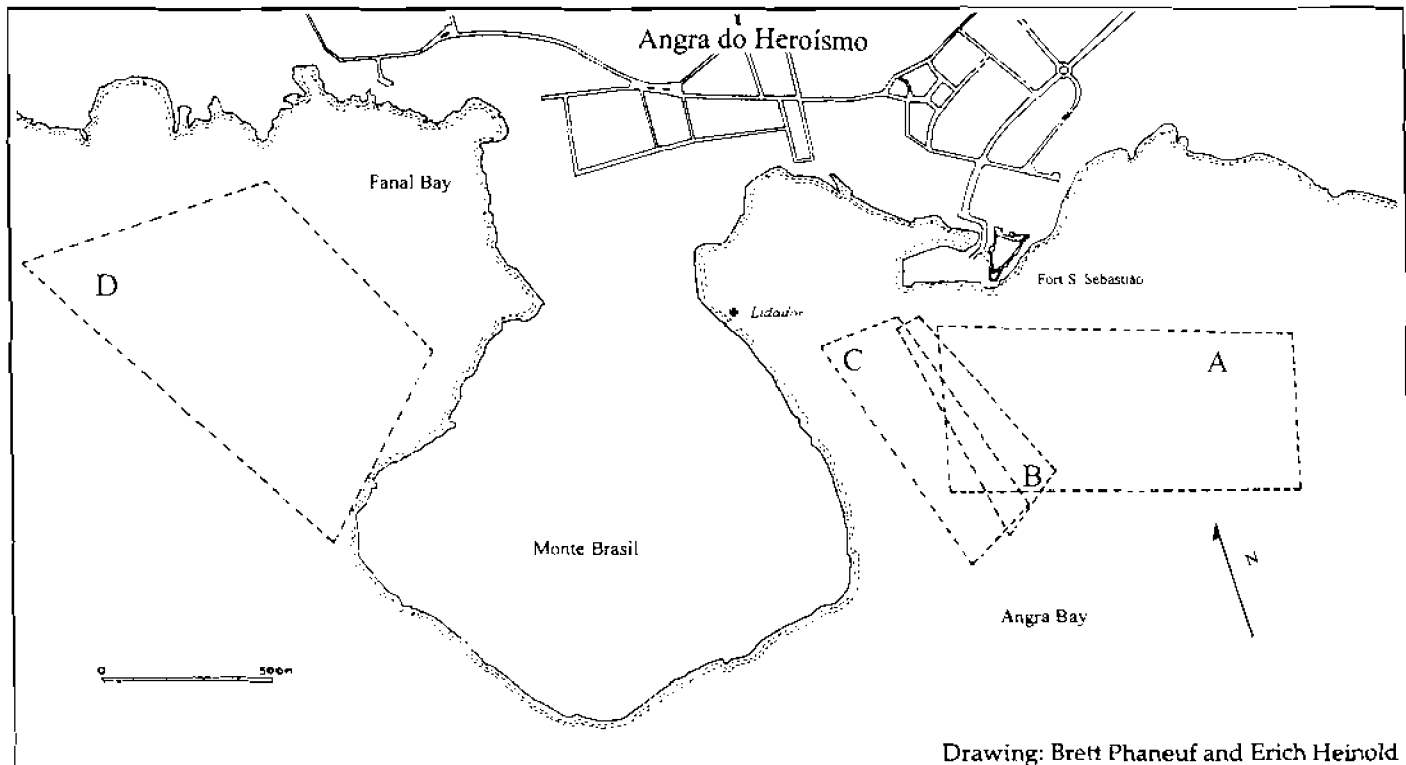 Angra do Heroísmo
Fanal Bay
Fort S. Sebastião
D
Lidador
C
A
B
Monte Brasil
N
Angra Bay
0 500m
Drawing: Brett Phaneuf and Erich Heinold